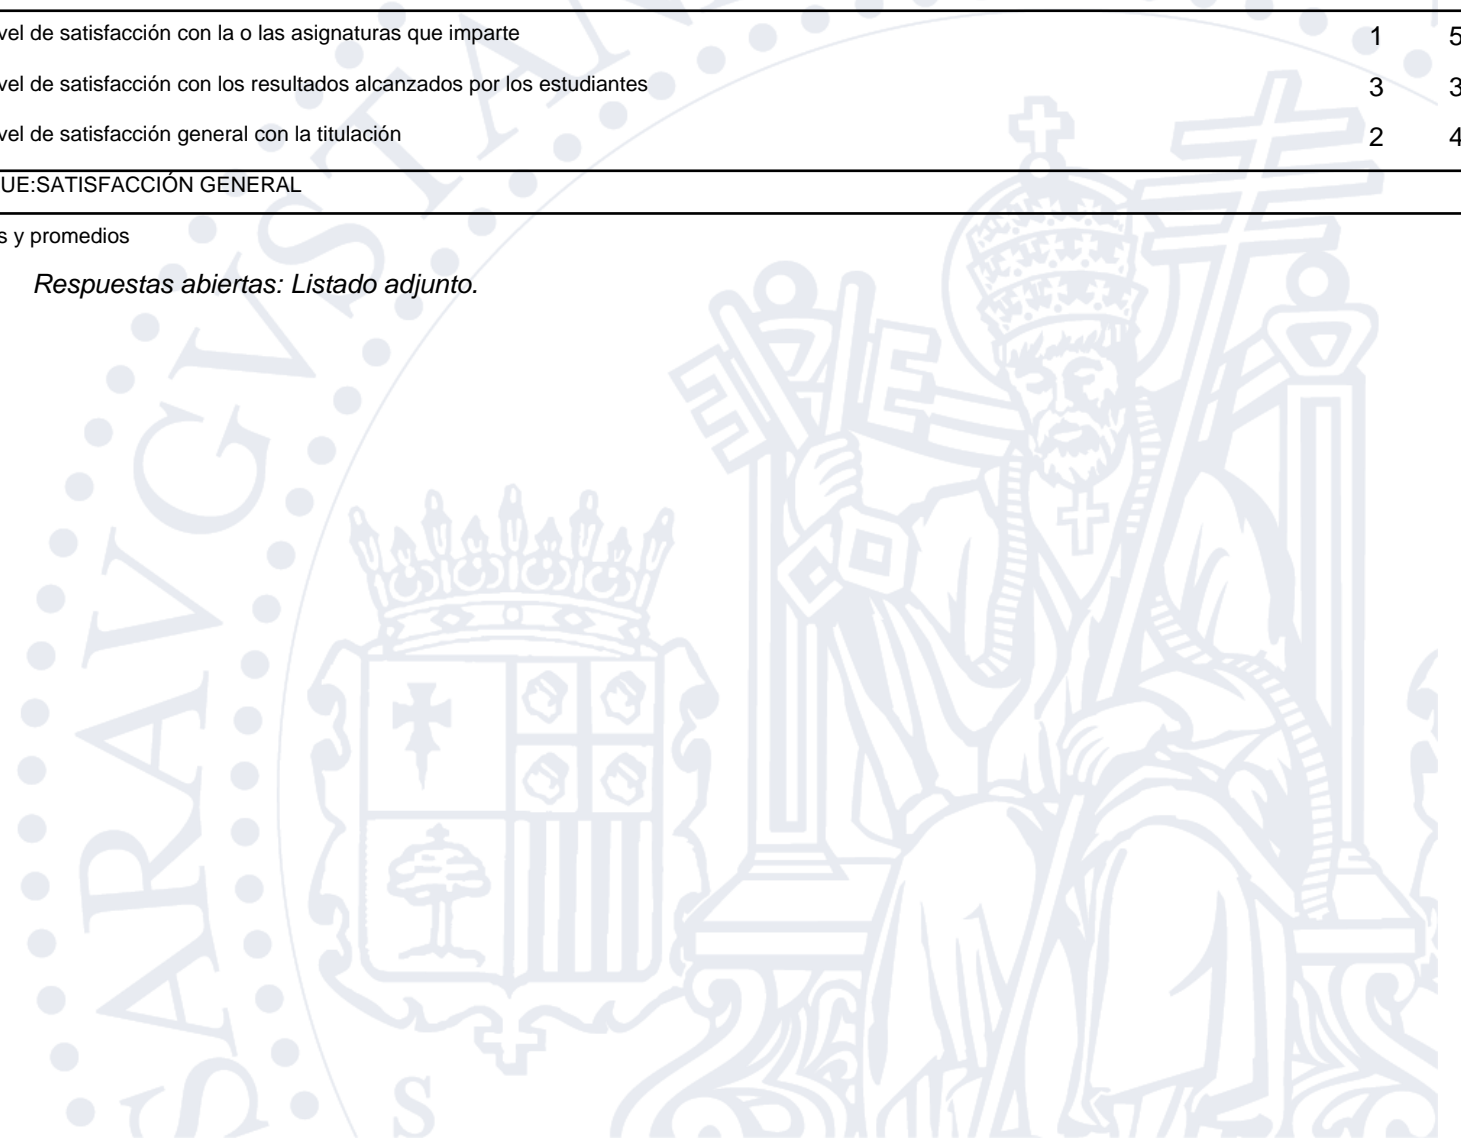 vel de satisfacción con la o las asignaturas que imparte 1 5
vel de satisfacción con los resultados alcanzados por los estudiantes 3 3
vel de satisfacción general con la titulación 2 4
UE:SATISFACCIÓN GENERAL
s y promedios
Respuestas abiertas: Listado adjunto.
SARAVGVSTAN
S